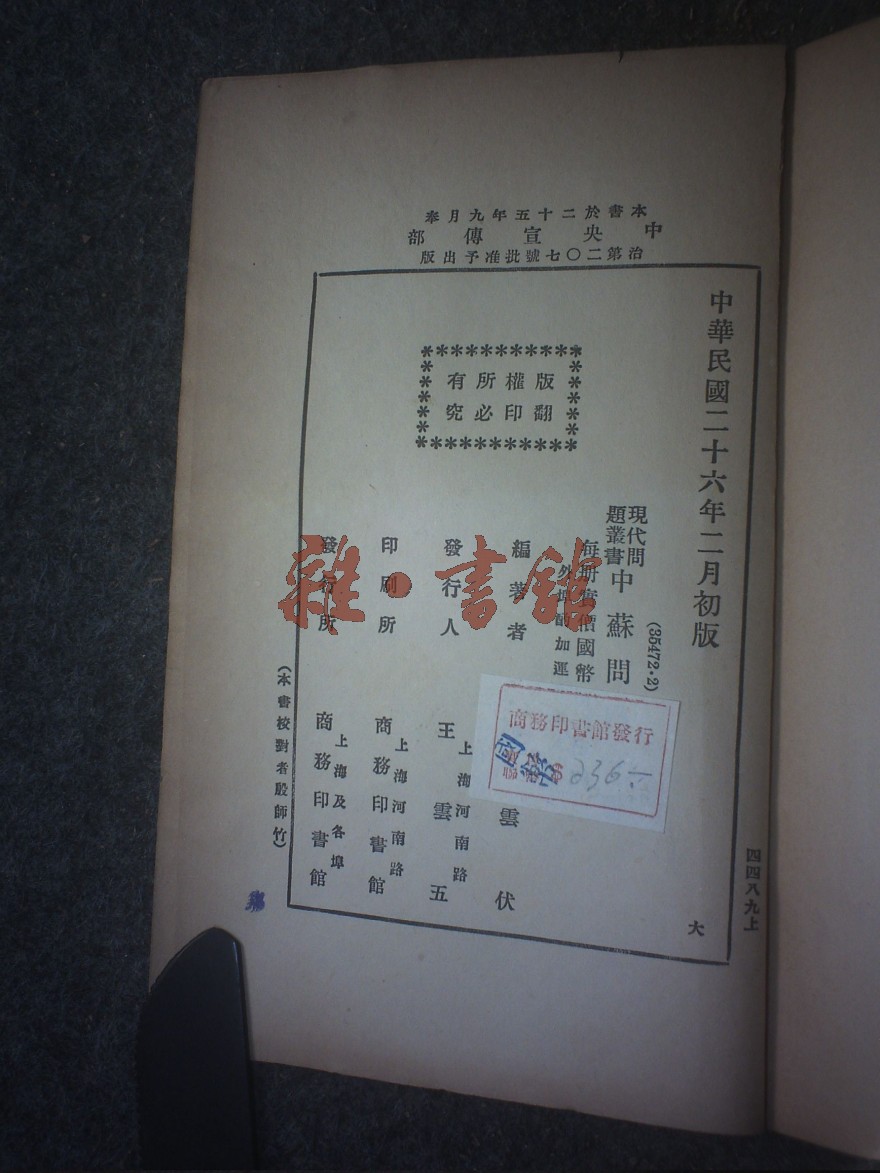 本書於二十五年九月奉
中央宣傳部
治第二〇七號批准予出版
中華民國二十六年二月初版
(35472·2)
現代問題叢書 中蘇問
每冊實價國幣
外埠酌加運
版權所有
翻印必究
編著者
雲伏
發行人
王雲五
上海河南路
印刷所
商務印書館
上海河南路
發行所
商務印書館
上海及各埠
(本書校對者殷師竹)
四四八九上
大
商務印書館發行
雜·書館